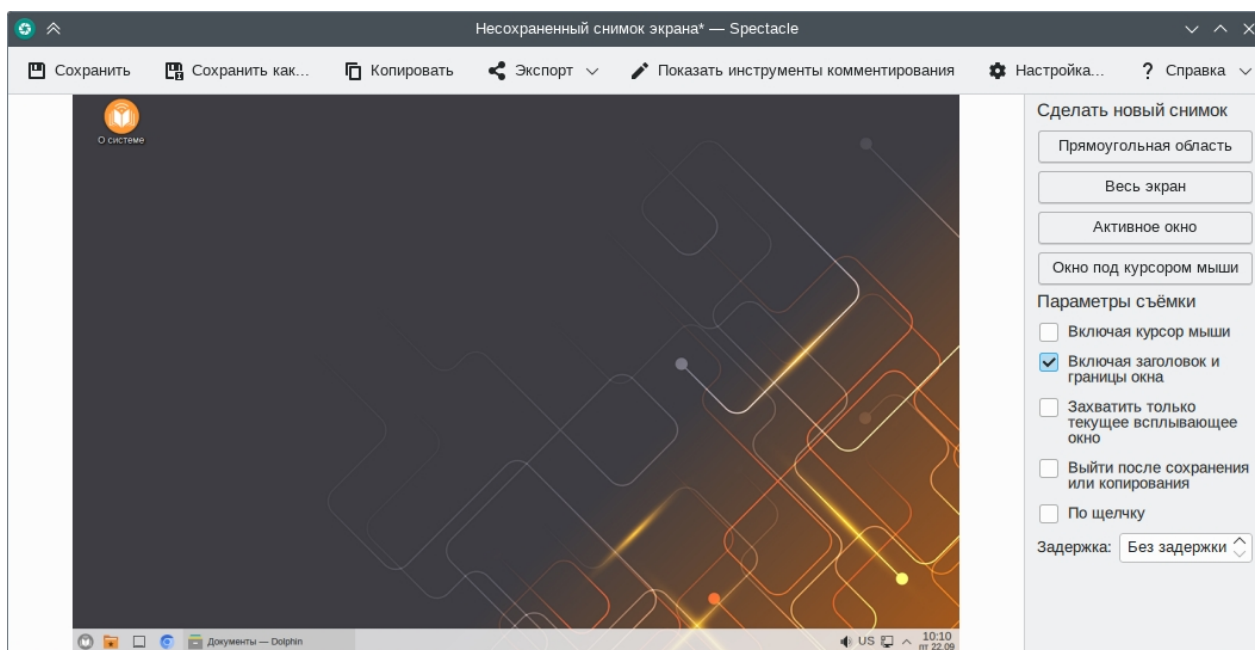 Несохраненный снимок экрана* — Spectacle
Сохранить Сохранить как... Копировать Экспорт Показать инструменты комментирования Настройка... Справка
О системе
Сделать новый снимок
Прямоугольная область
Весь экран
Активное окно
Окно под курсором мыши
Параметры съёмки
Включая курсор мыши
Включая заголовок и
границы окна
Захватить только
текущее всплывающее
окно
Выйти после сохранения
или копирования
По щелчку
Задержка: Без задержки
Документы — Dolphin
US
10:10
пт 22.09